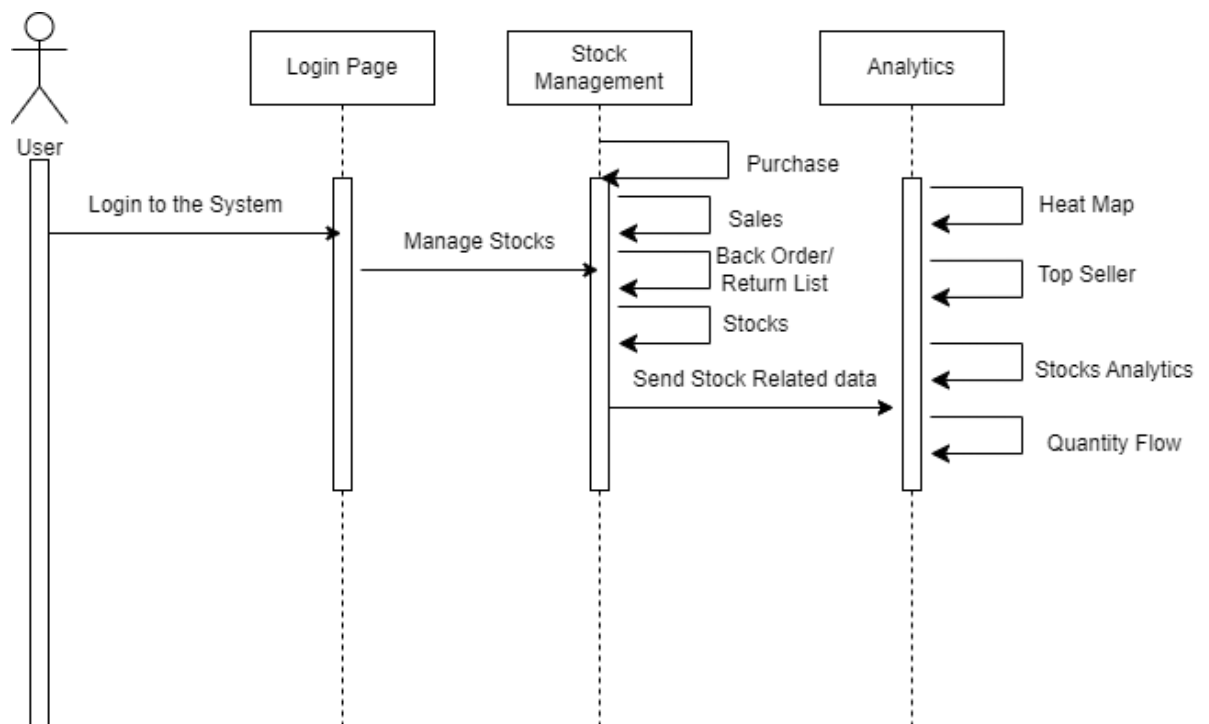 Login Page
Stock
Management
Analytics
User
Purchase
Login to the System
Sales
Heat Map
Manage Stocks
Back Order/
Return List
Top Seller
Stocks
Send Stock Related data
Stocks Analytics
Quantity Flow